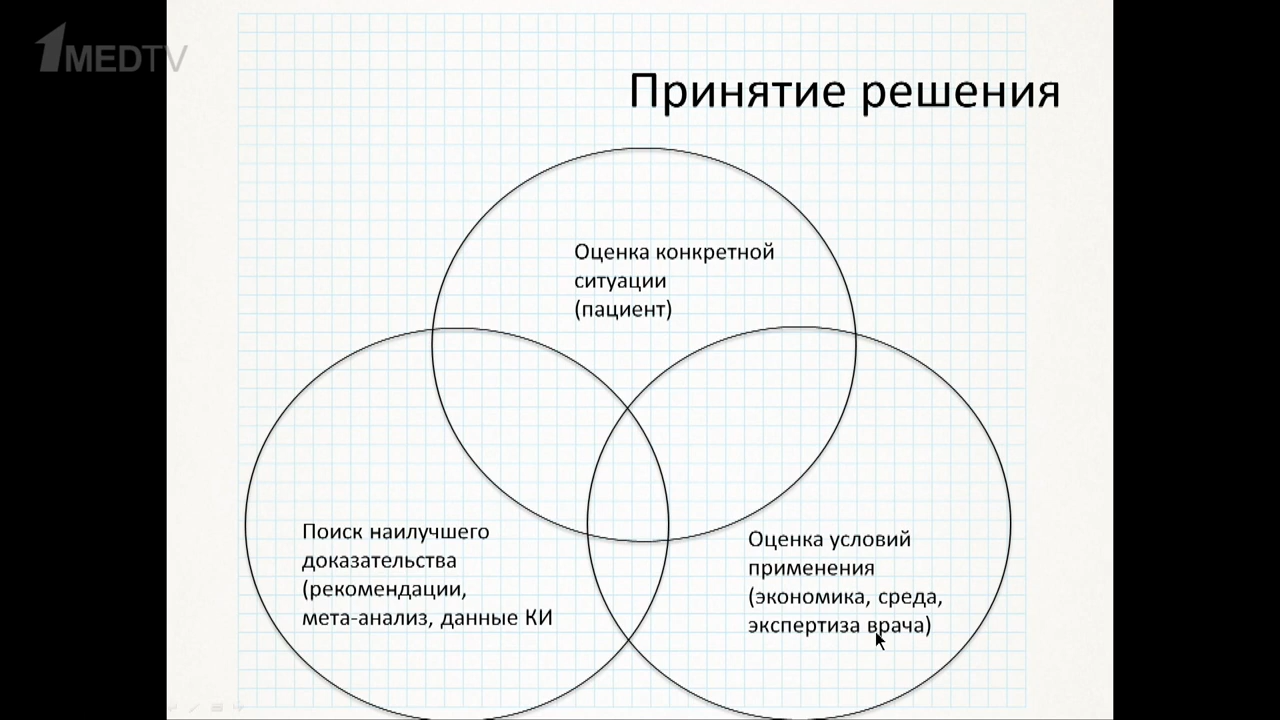 1MEDTV
Принятие решения
Оценка конкретной
ситуации
(пациент)
Поиск наилучшего
доказательства
(рекомендации,
мета-анализ, данные КИ
Оценка условий
применения
(экономика, среда,
экспертиза врача)